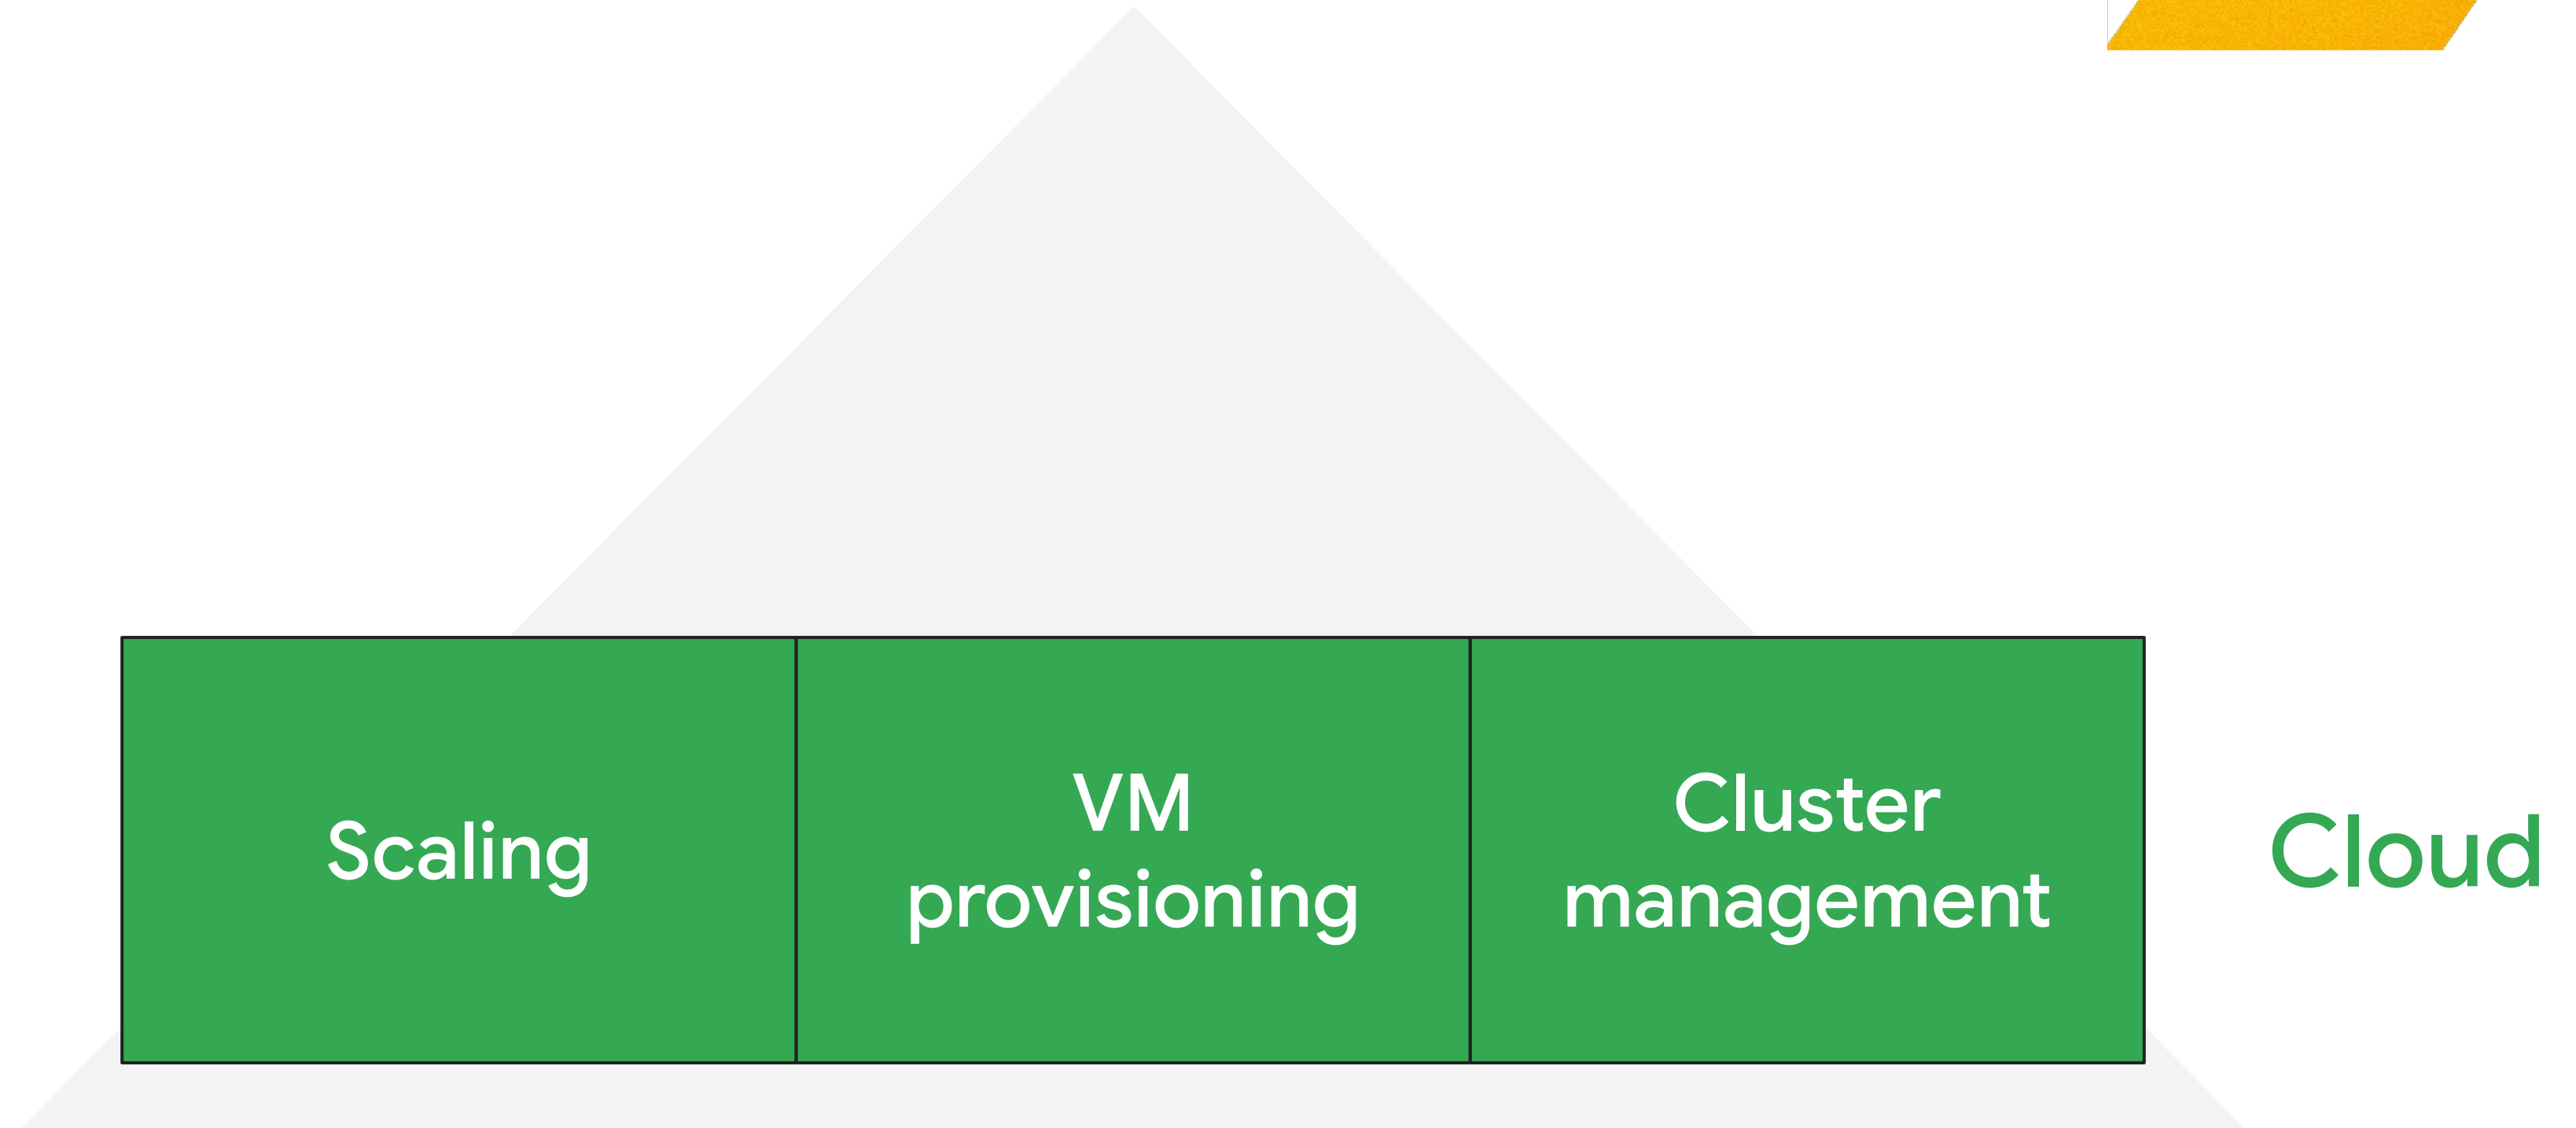 Scaling
VM
provisioning
Cluster
management
Cloud